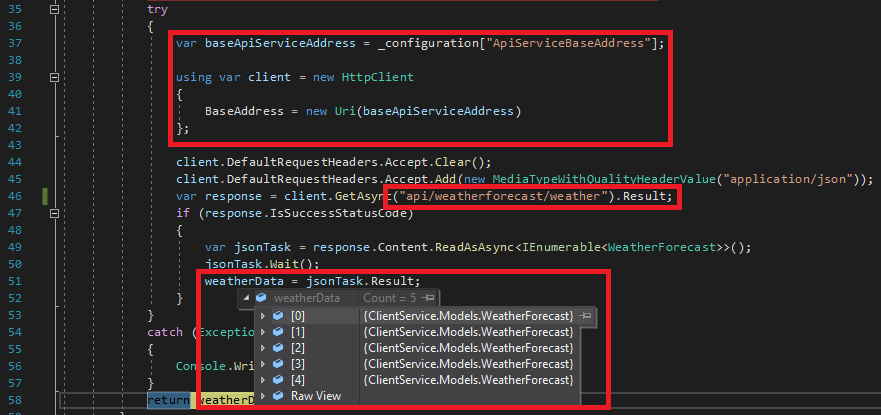 35 try
36 {
37 var baseApiServiceAddress = _configuration["ApiServiceBaseAddress"];
38
39 using var client = new HttpClient
40 {
41 BaseAddress = new Uri(baseApiServiceAddress)
42 };
43
44 client.DefaultRequestHeaders.Accept.Clear();
45 client.DefaultRequestHeaders.Accept.Add(new MediaTypeWithQualityHeaderValue("application/json"));
46 var response = client.GetAsync("api/weatherforecast/weather").Result;
47 if (response.IsSuccessStatusCode)
48 {
49 var jsonTask = response.Content.ReadAsAsync<IEnumerable<WeatherForecast>>();
50 jsonTask.Wait();
51 weatherData = jsonTask.Result;
52 }
weatherData Count = 5
53 }
[0] {ClientService.Models.WeatherForecast}
54 catch (Exception
[1] {ClientService.Models.WeatherForecast}
[2] {ClientService.Models.WeatherForecast}
55 {
[3] {ClientService.Models.WeatherForecast}
56 Console.Wri
[4] {ClientService.Models.WeatherForecast}
57 }
Raw View
58 return weatherD
59 }